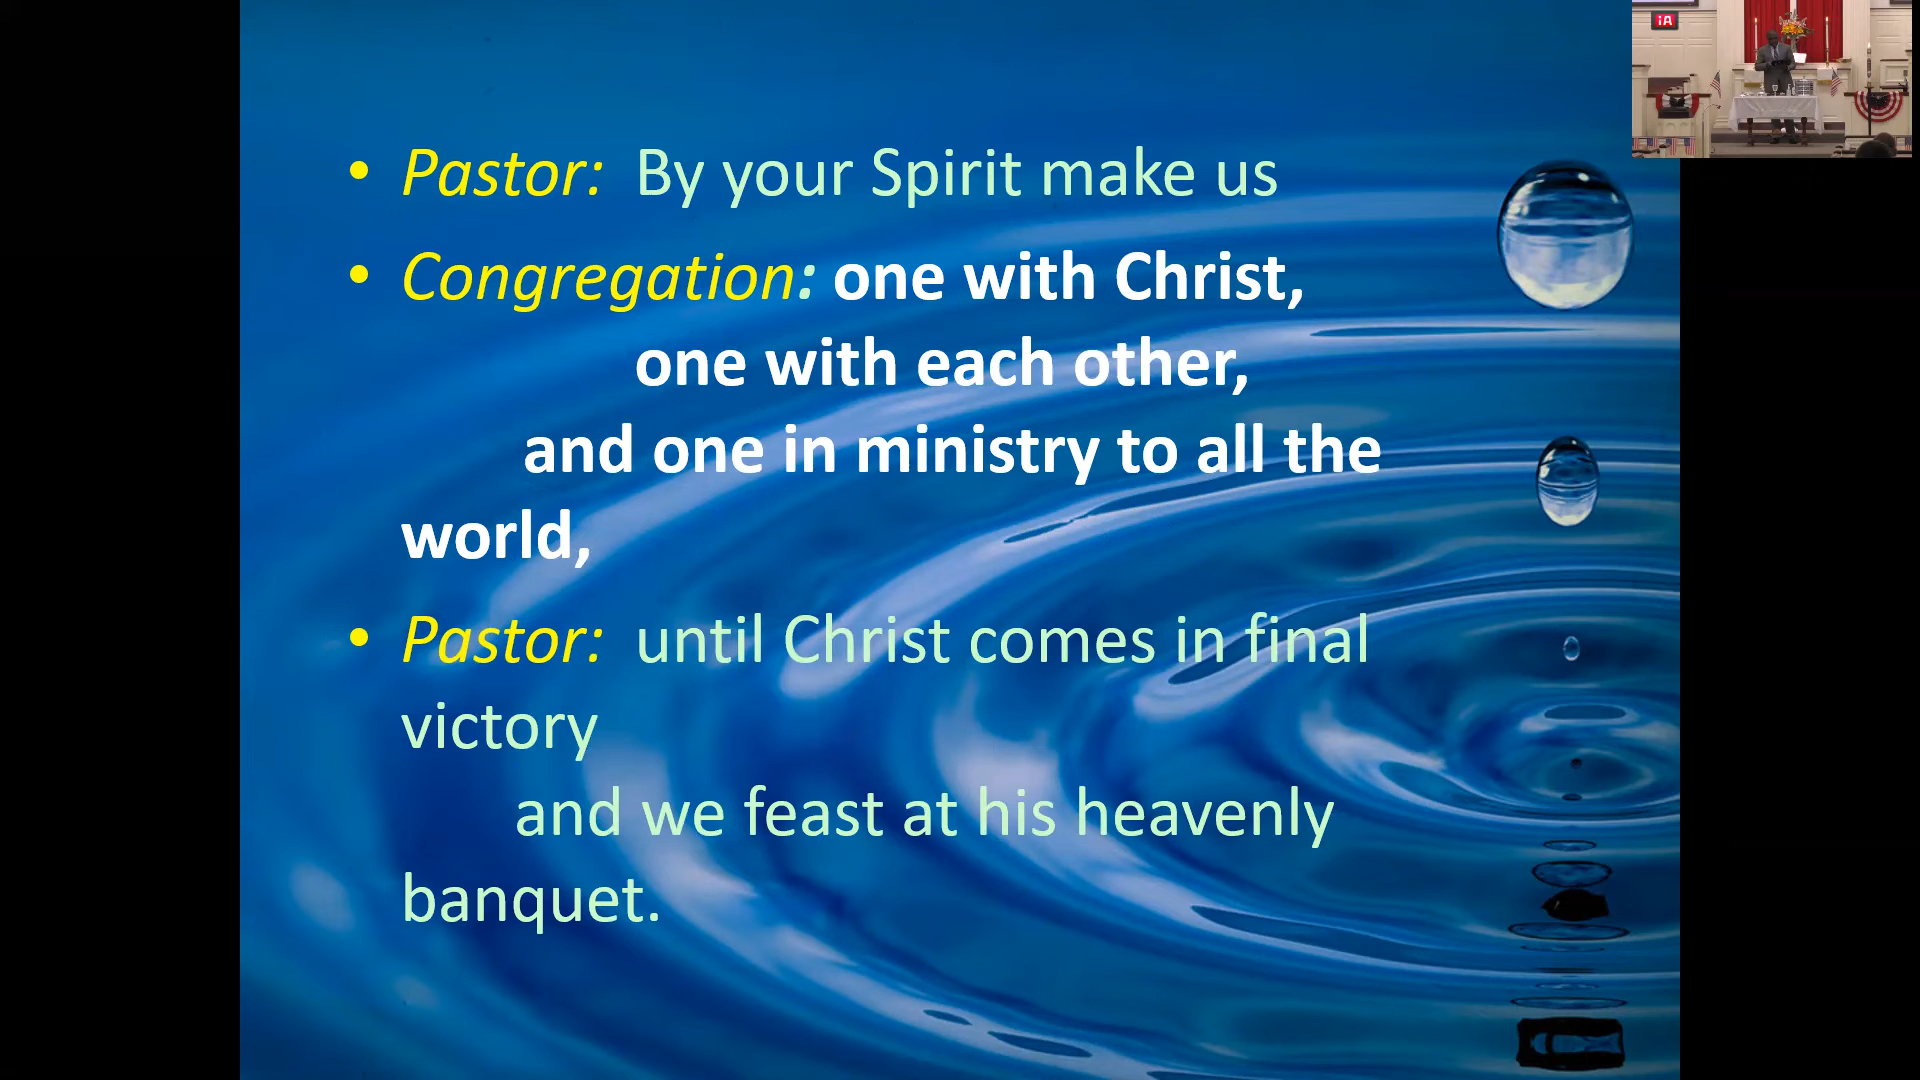 • Pastor: By your Spirit make us
• Congregation: one with Christ,
one with each other,
and one in ministry to all the
world,
• Pastor: until Christ comes in final
victory
and we feast at his heavenly
banquet.
iA